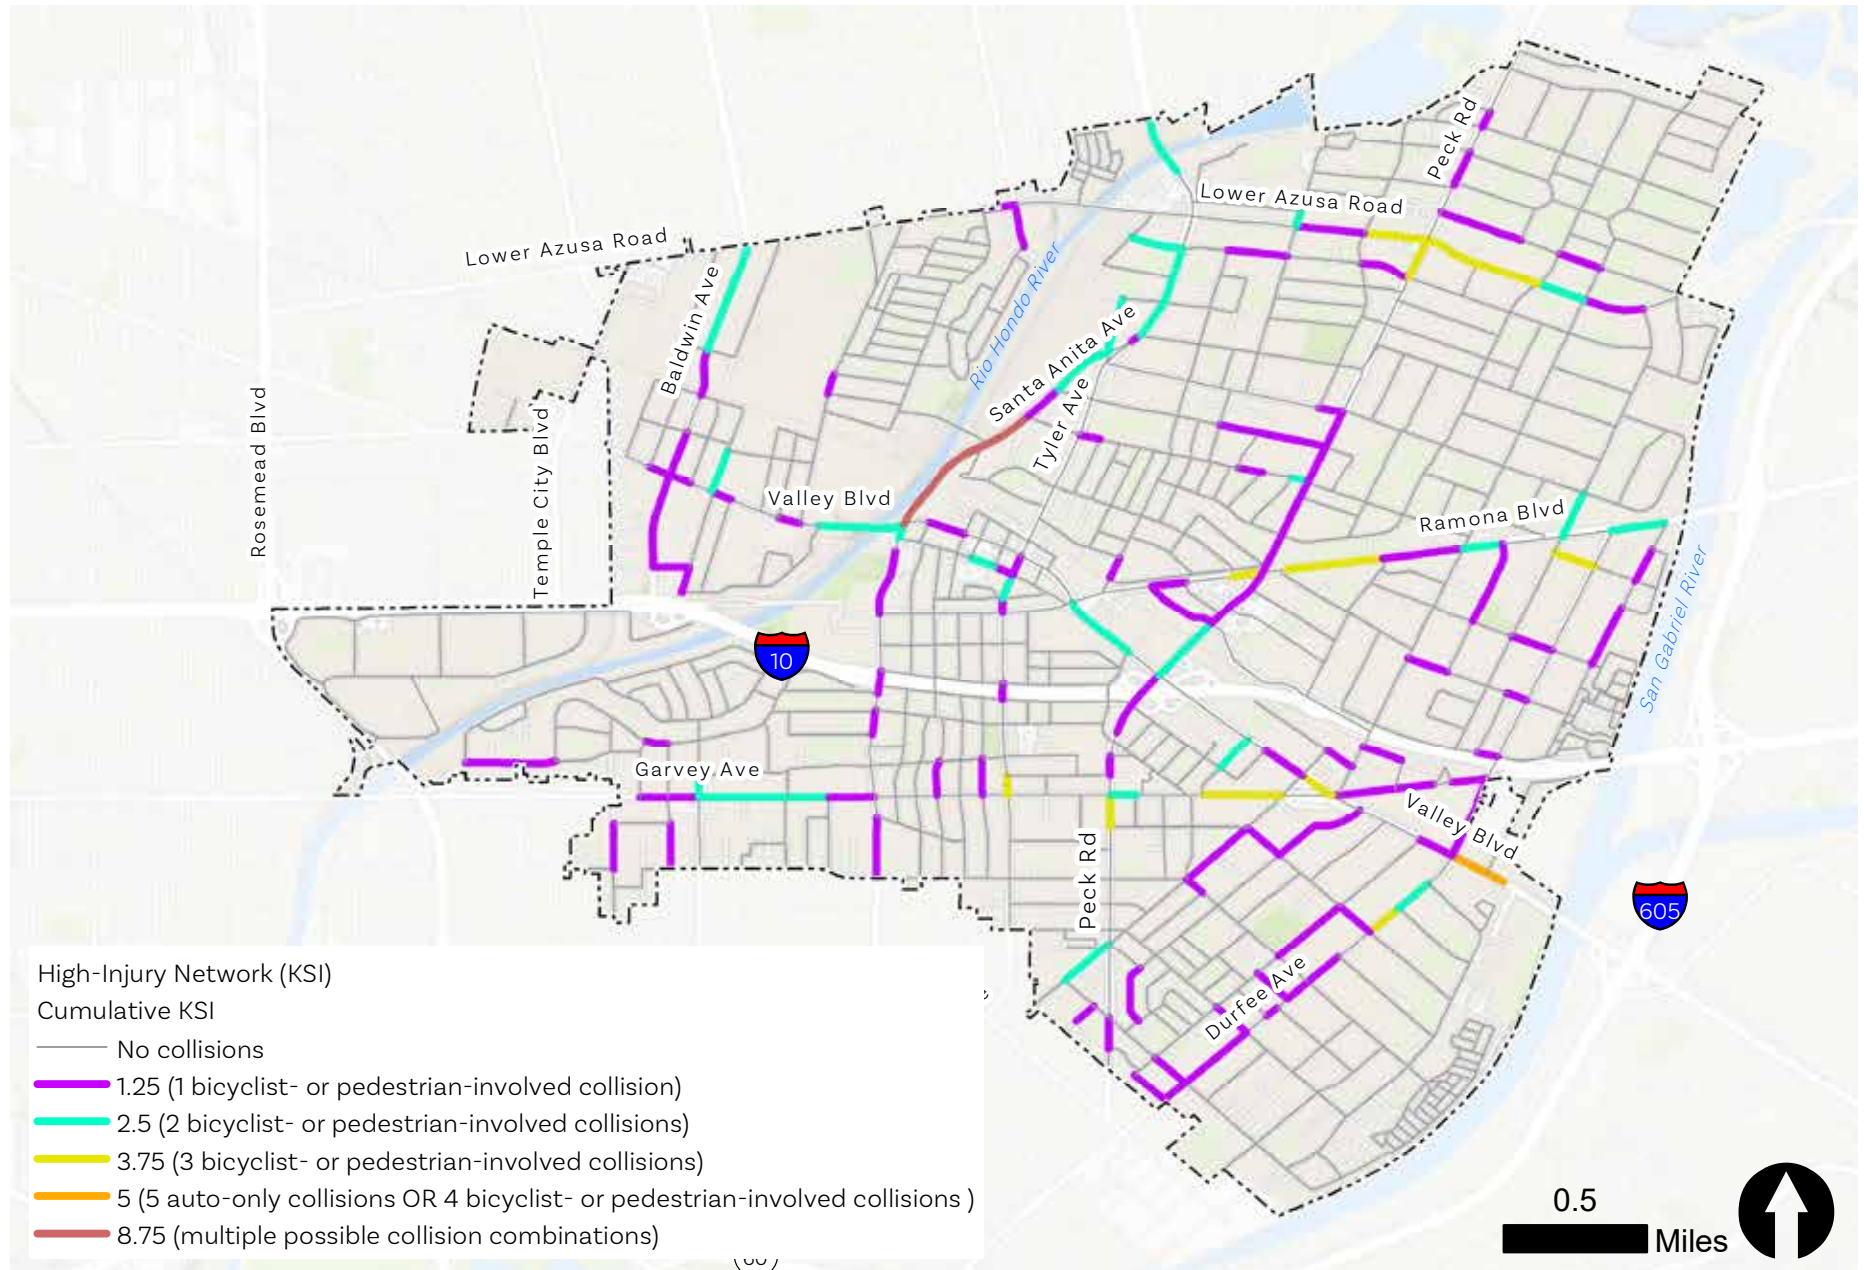 Peck Rd
Lower Azusa Road
Lower Azusa Road
Baldwin Ave
Rio Hondo River
Santa Anita Ave
Tyler Ave
Rosemead Blvd
Temple City Blvd
Valley Blvd
Ramona Blvd
San Gabriel River
10
Garvey Ave
Valley Blvd
Peck Rd
605
Durfee Ave
High-Injury Network (KSI)
Cumulative KSI
No collisions
1.25 (1 bicyclist- or pedestrian-involved collision)
2.5 (2 bicyclist- or pedestrian-involved collisions)
3.75 (3 bicyclist- or pedestrian-involved collisions)
5 (5 auto-only collisions OR 4 bicyclist- or pedestrian-involved collisions )
8.75 (multiple possible collision combinations)
0.5
Miles